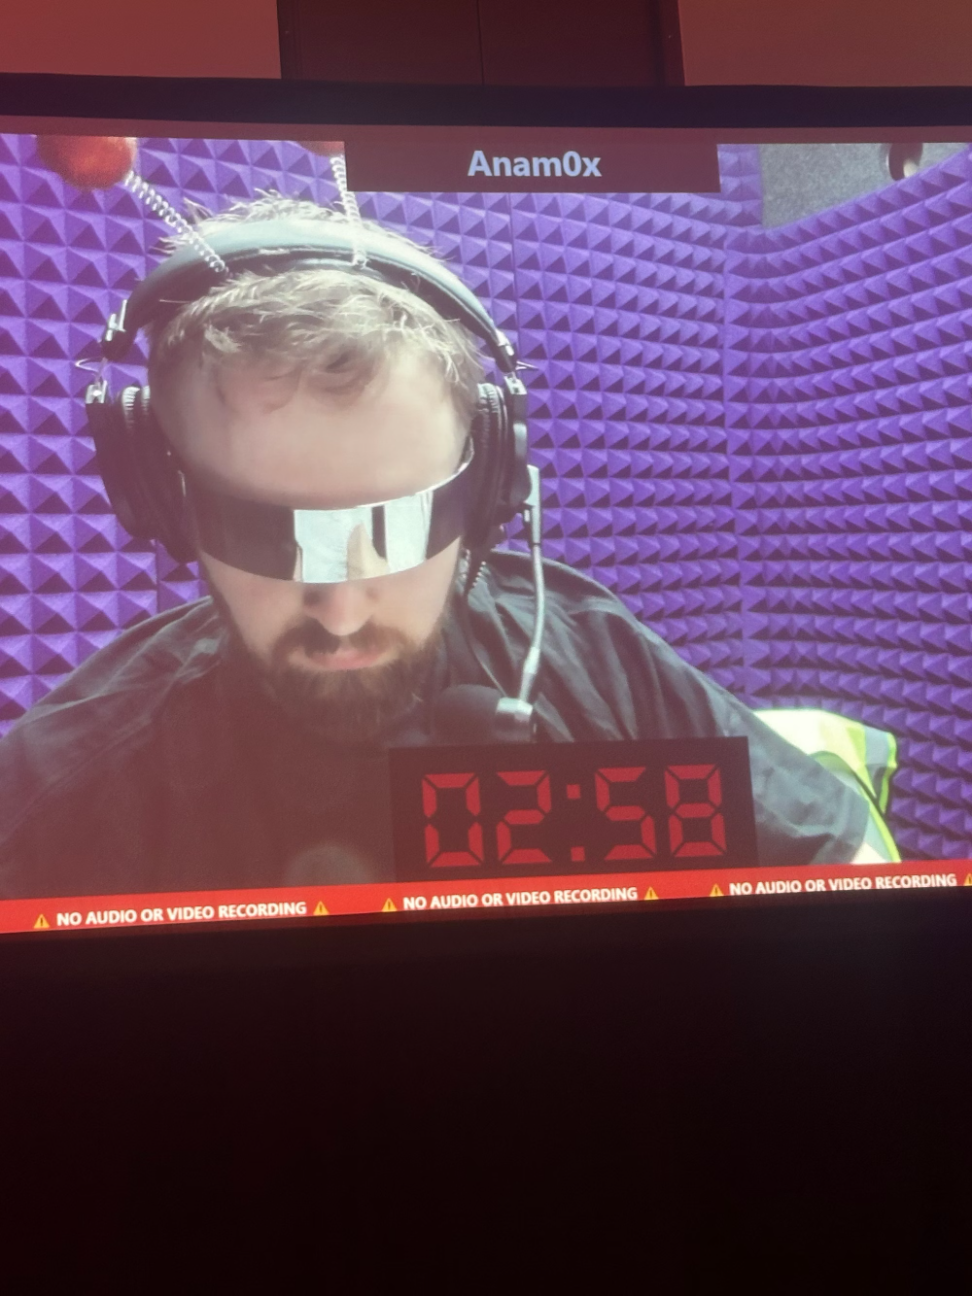 Anam0x
02:58
⚠ NO AUDIO OR VIDEO RECORDING ⚠ ⚠ NO AUDIO OR VIDEO RECORDING ⚠ ⚠ NO AUDIO OR VIDEO RECORDING ⚠